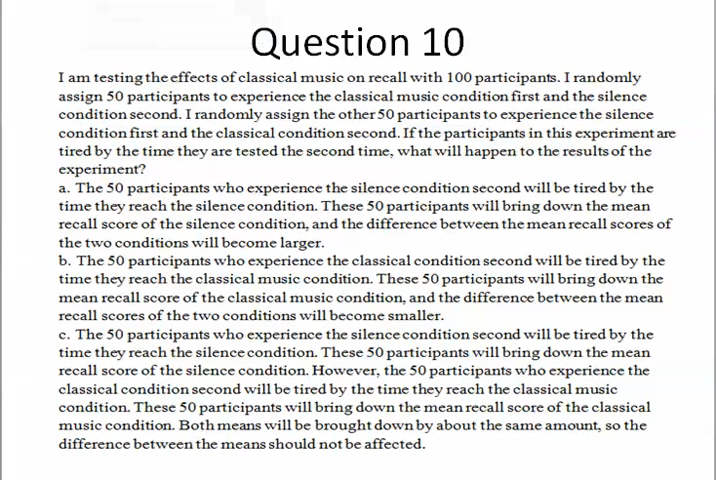 Question 10
I am testing the effects of classical music on recall with 100 participants. I randomly
assign 50 participants to experience the classical music condition first and the silence
condition second. I randomly assign the other 50 participants to experience the silence
condition first and the classical condition second. If the participants in this experiment are
tired by the time they are tested the second time, what will happen to the results of the
experiment?
a. The 50 participants who experience the silence condition second will be tired by the
time they reach the silence condition. These 50 participants will bring down the mean
recall score of the silence condition, and the difference between the mean recall scores of
the two conditions will become larger.
b. The 50 participants who experience the classical condition second will be tired by the
time they reach the classical music condition. These 50 participants will bring down the
mean recall score of the classical music condition, and the difference between the mean
recall scores of the two conditions will become smaller.
c. The 50 participants who experience the silence condition second will be tired by the
time they reach the silence condition. These 50 participants will bring down the mean
recall score of the silence condition. However, the 50 participants who experience the
classical condition second will be tired by the time they reach the classical music
condition. These 50 participants will bring down the mean recall score of the classical
music condition. Both means will be brought down by about the same amount, so the
difference between the means should not be affected.